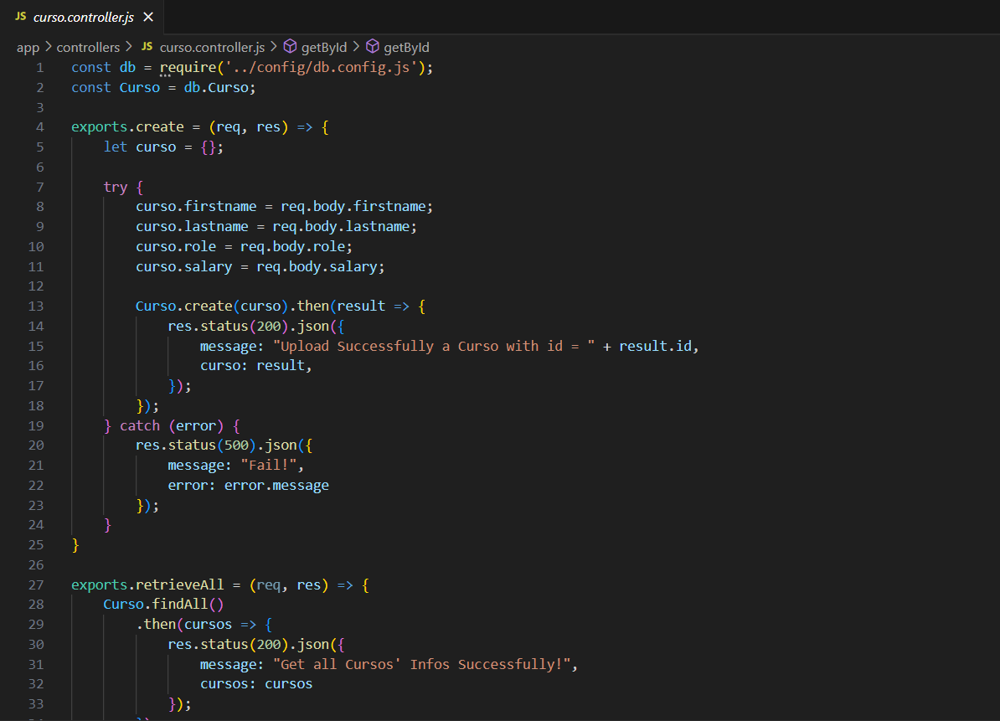 JS curso.controller.js ×
app > controllers > JS curso.controller.js > getById > getById
1 const db = require('../config/db.config.js');
2 const Curso = db.Curso;
3
4 exports.create = (req, res) => {
5     let curso = {};
6
7     try {
8         curso.firstname = req.body.firstname;
9         curso.lastname = req.body.lastname;
10         curso.role = req.body.role;
11         curso.salary = req.body.salary;
12
13         Curso.create(curso).then(result => {
14             res.status(200).json({
15                 message: "Upload Successfully a Curso with id = " + result.id,
16                 curso: result,
17             });
18         });
19     } catch (error) {
20         res.status(500).json({
21             message: "Fail!",
22             error: error.message
23         });
24     }
25 }
26
27 exports.retrieveAll = (req, res) => {
28     Curso.findAll()
29         .then(cursos => {
30             res.status(200).json({
31                 message: "Get all Cursos' Infos Successfully!",
32                 cursos: cursos
33             });